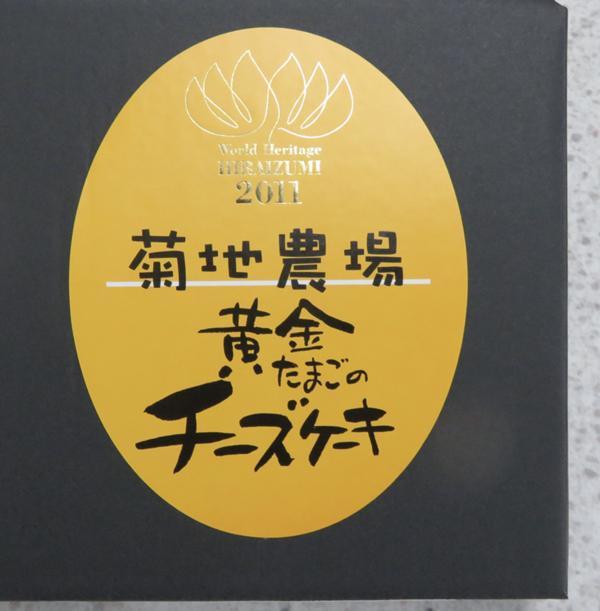 World Heritage
HIRAIZUMI
2011
菊地農場
黄金
たまごの
チーズケーキ